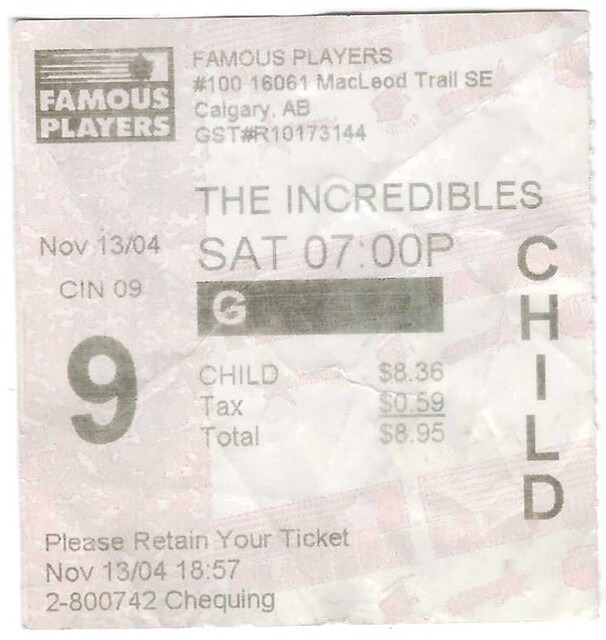 FAMOUS
PLAYERS
FAMOUS PLAYERS
#100 16061 MacLeod Trail SE
Calgary, AB
GST#R10173144
THE INCREDIBLES
Nov 13/04
SAT 07:00P
CIN 09
G
9
CHILD $8.36
Tax $0.59
Total $8.95
CHILD
Please Retain Your Ticket
Nov 13/04 18:57
2-800742 Chequing